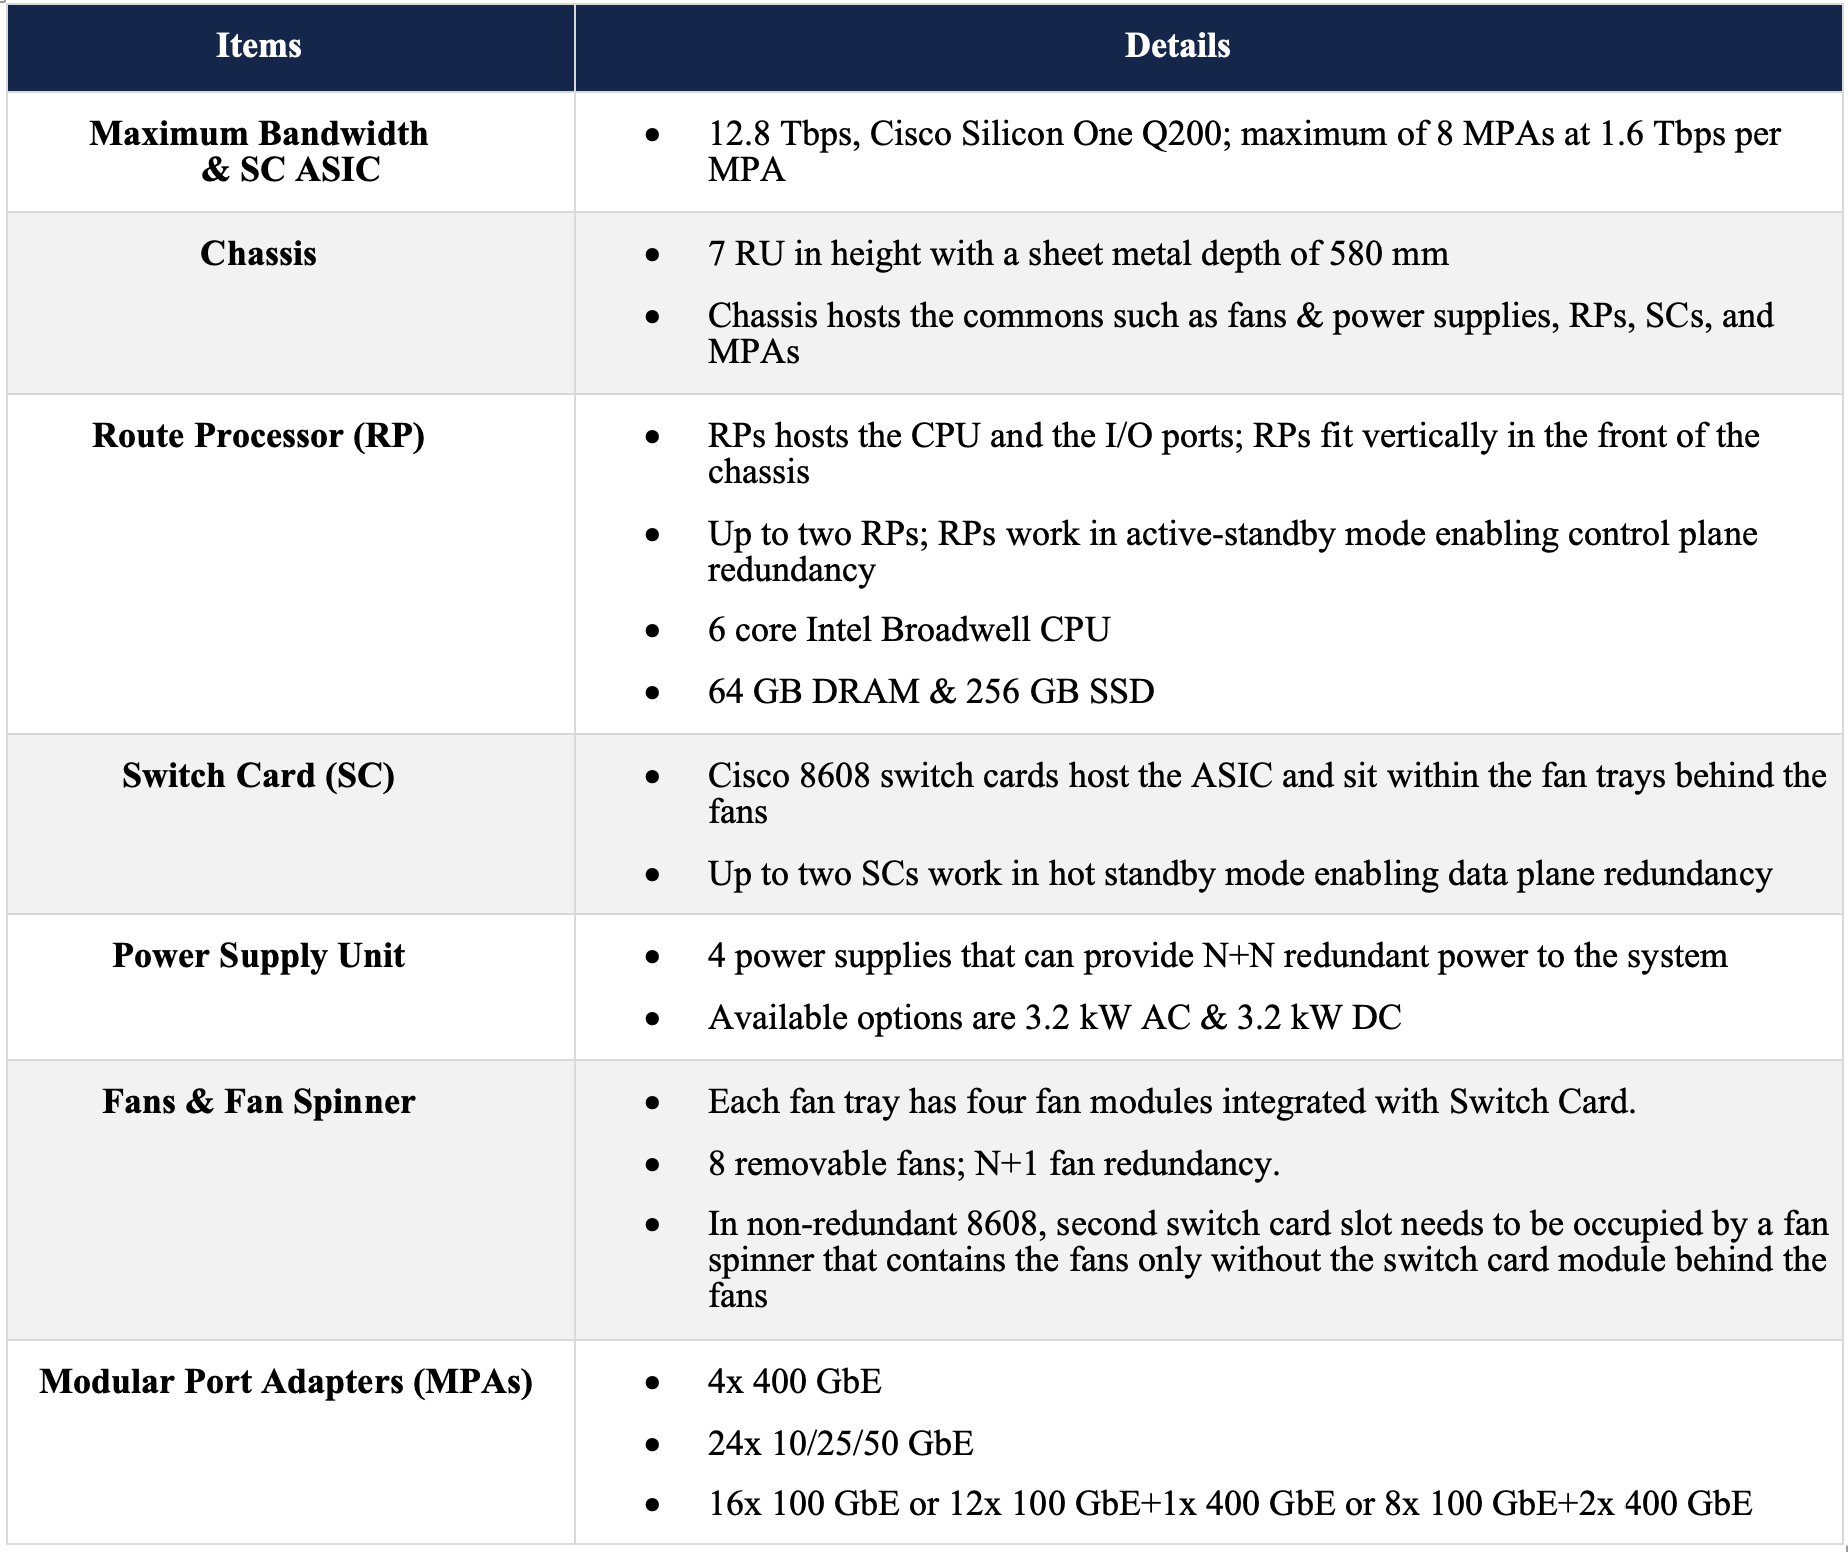 Items
Details
Maximum Bandwidth
& SC ASIC
• 12.8 Tbps, Cisco Silicon One Q200; maximum of 8 MPAs at 1.6 Tbps per
MPA
Chassis
• 7 RU in height with a sheet metal depth of 580 mm
• Chassis hosts the commons such as fans & power supplies, RPs, SCs, and
MPAs
Route Processor (RP)
• RPs hosts the CPU and the I/O ports; RPs fit vertically in the front of the
chassis
• Up to two RPs; RPs work in active-standby mode enabling control plane
redundancy
• 6 core Intel Broadwell CPU
• 64 GB DRAM & 256 GB SSD
Switch Card (SC)
• Cisco 8608 switch cards host the ASIC and sit within the fan trays behind the
fans
• Up to two SCs work in hot standby mode enabling data plane redundancy
Power Supply Unit
• 4 power supplies that can provide N+N redundant power to the system
• Available options are 3.2 kW AC & 3.2 kW DC
Fans & Fan Spinner
• Each fan tray has four fan modules integrated with Switch Card.
• 8 removable fans; N+1 fan redundancy.
• In non-redundant 8608, second switch card slot needs to be occupied by a fan
spinner that contains the fans only without the switch card module behind the
fans
Modular Port Adapters (MPAs)
• 4x 400 GbE
• 24x 10/25/50 GbE
• 16x 100 GbE or 12x 100 GbE+1x 400 GbE or 8x 100 GbE+2x 400 GbE